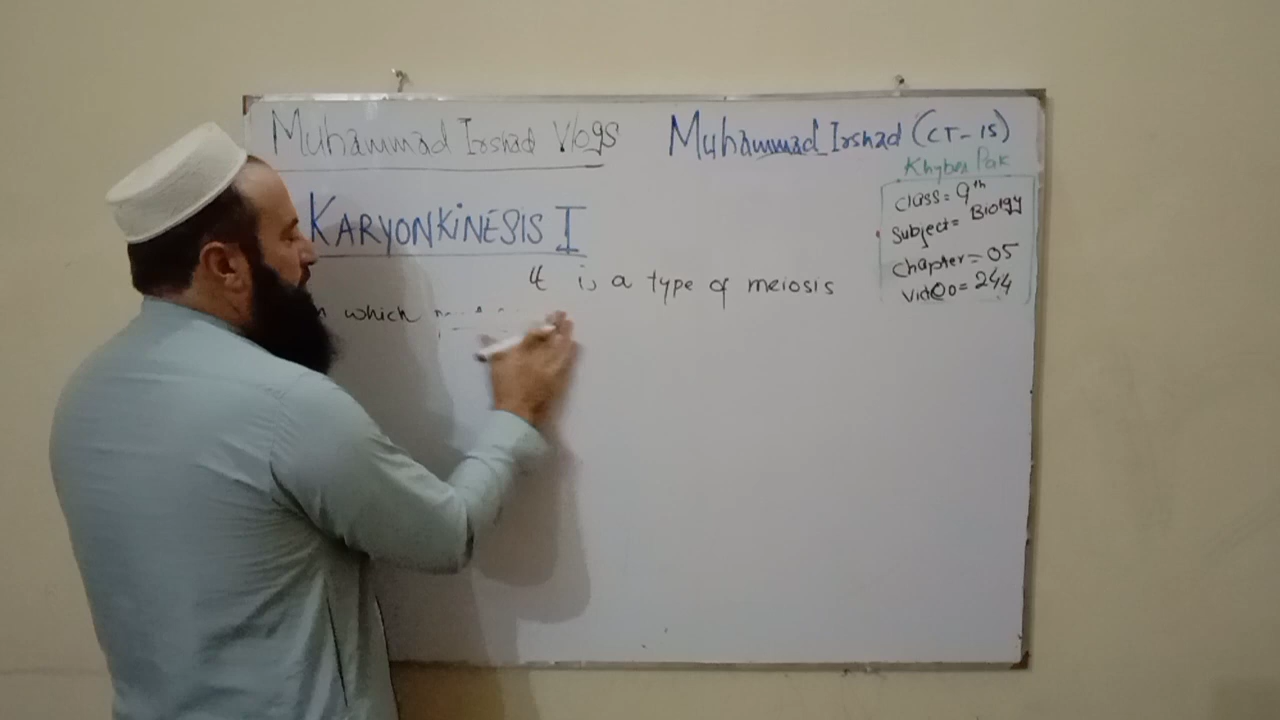 Muhammad Irshad Vlogs
Muhammad Irshad (CT-15)
Khyber Pak
Class= 9th
Subject= Biolgy
Chapter= 05
Video= 244
KARYONKINESIS I
It is a type of meiosis
which